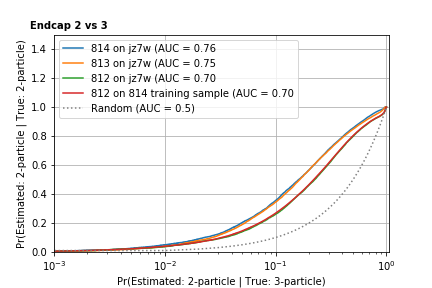 Endcap 2 vs 3
Pr(Estimated: 2-particle | True: 2-particle)
1.4
1.2
1.0
0.8
0.6
0.4
0.2
0.0
814 on jz7w (AUC = 0.76
813 on jz7w (AUC = 0.75
812 on jz7w (AUC = 0.70
812 on 814 training sample (AUC = 0.70
Random (AUC = 0.5)
10⁻³ 10⁻² 10⁻¹ 10⁰
Pr(Estimated: 2-particle | True: 3-particle)